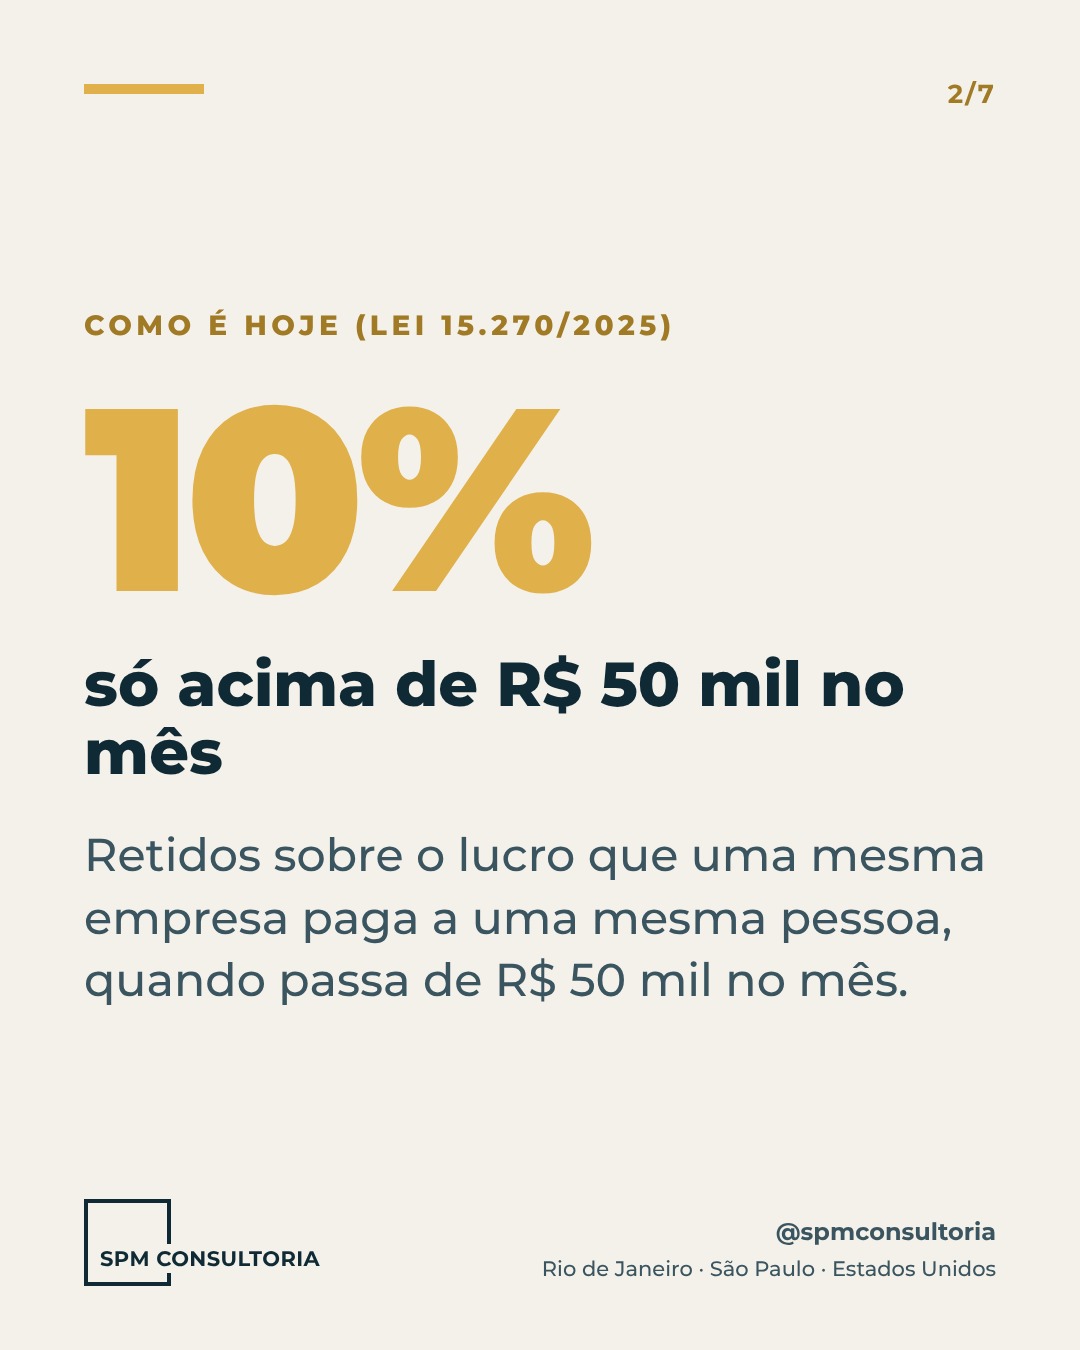 2/7
COMO É HOJE (LEI 15.270/2025)
10%
só acima de R$ 50 mil no
mês
Retidos sobre o lucro que uma mesma
empresa paga a uma mesma pessoa,
quando passa de R$ 50 mil no mês.
SPM CONSULTORIA
@spmconsultoria
Rio de Janeiro · São Paulo · Estados Unidos